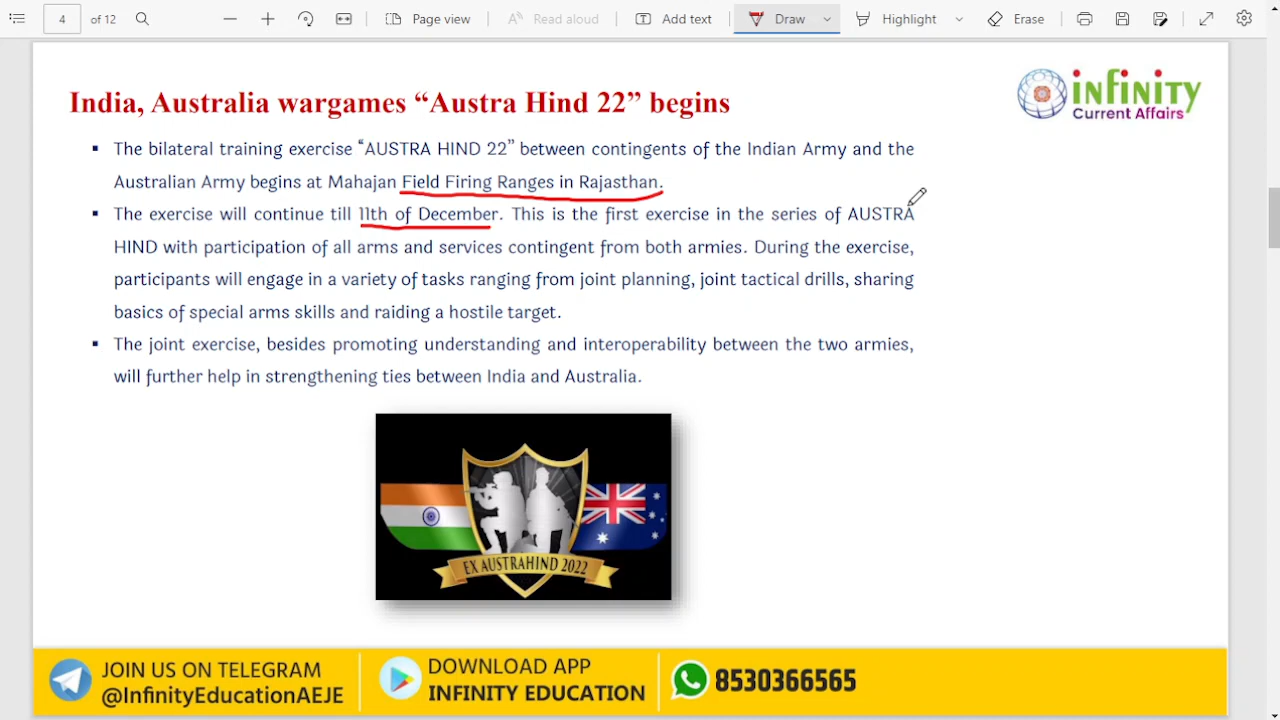 4 of 12 Page view Read aloud Add text Draw Highlight Erase
India, Australia wargames “Austra Hind 22” begins
infinity
Current Affairs
▪ The bilateral training exercise “AUSTRA HIND 22” between contingents of the Indian Army and the
Australian Army begins at Mahajan Field Firing Ranges in Rajasthan.
▪ The exercise will continue till 11th of December. This is the first exercise in the series of AUSTRA
HIND with participation of all arms and services contingent from both armies. During the exercise,
participants will engage in a variety of tasks ranging from joint planning, joint tactical drills, sharing
basics of special arms skills and raiding a hostile target.
▪ The joint exercise, besides promoting understanding and interoperability between the two armies,
will further help in strengthening ties between India and Australia.
EX AUSTRAHIND 2022
JOIN US ON TELEGRAM
@InfinityEducationAEJE
DOWNLOAD APP
INFINITY EDUCATION
8530366565